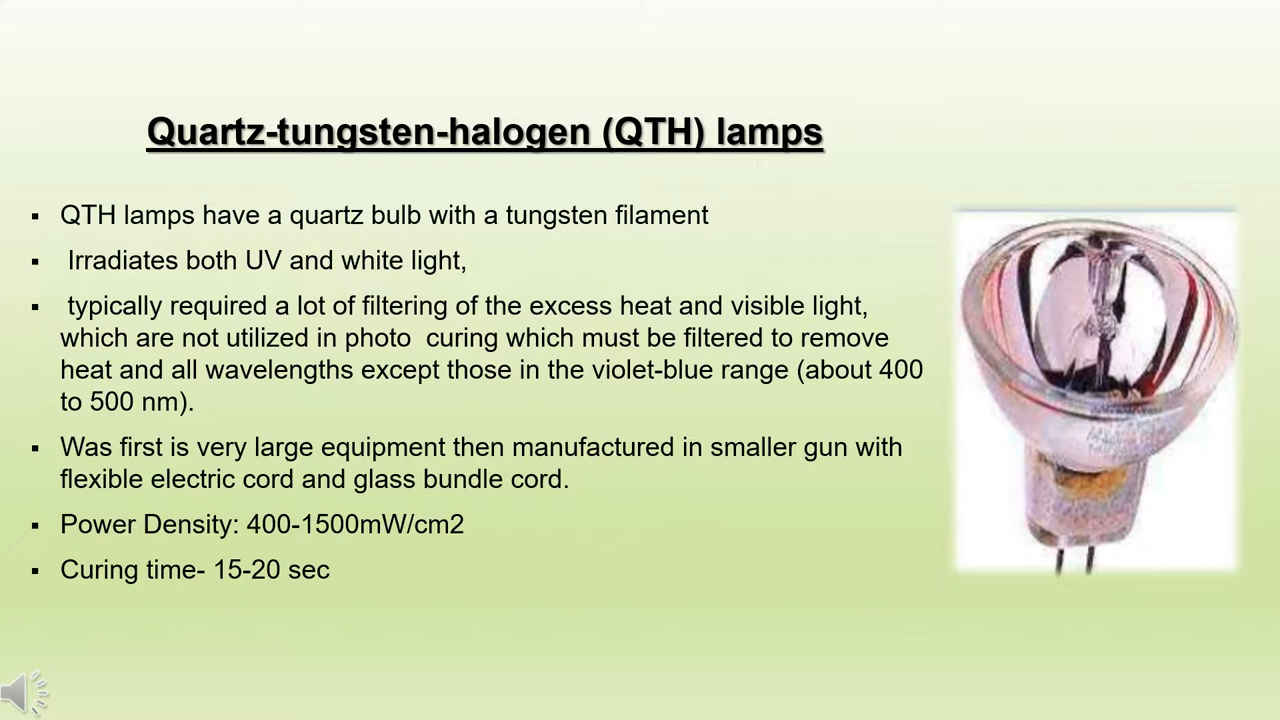 Quartz-tungsten-halogen (QTH) lamps
▪ QTH lamps have a quartz bulb with a tungsten filament
▪ Irradiates both UV and white light,
▪ typically required a lot of filtering of the excess heat and visible light,
which are not utilized in photo  curing which must be filtered to remove
heat and all wavelengths except those in the violet-blue range (about 400
to 500 nm).
▪ Was first is very large equipment then manufactured in smaller gun with
flexible electric cord and glass bundle cord.
▪ Power Density: 400-1500mW/cm2
▪ Curing time- 15-20 sec